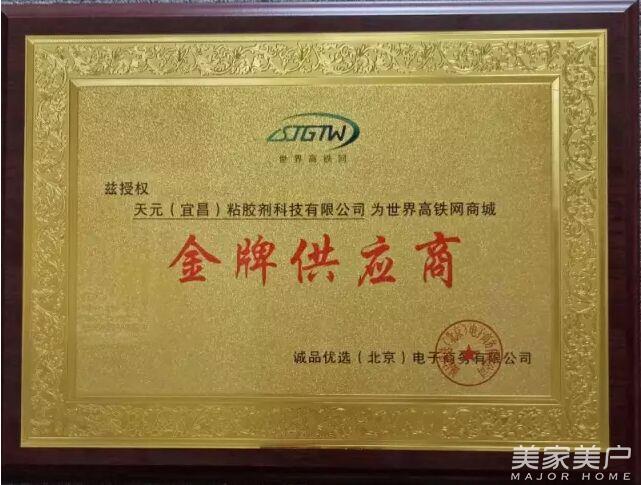 SJGTW
世界高铁网
兹授权
天元（宜昌）粘胶剂科技有限公司 为世界高铁网商城
金牌供应商
诚品优选（北京）电子商务有限公司
美家美户
MAJOR HOME